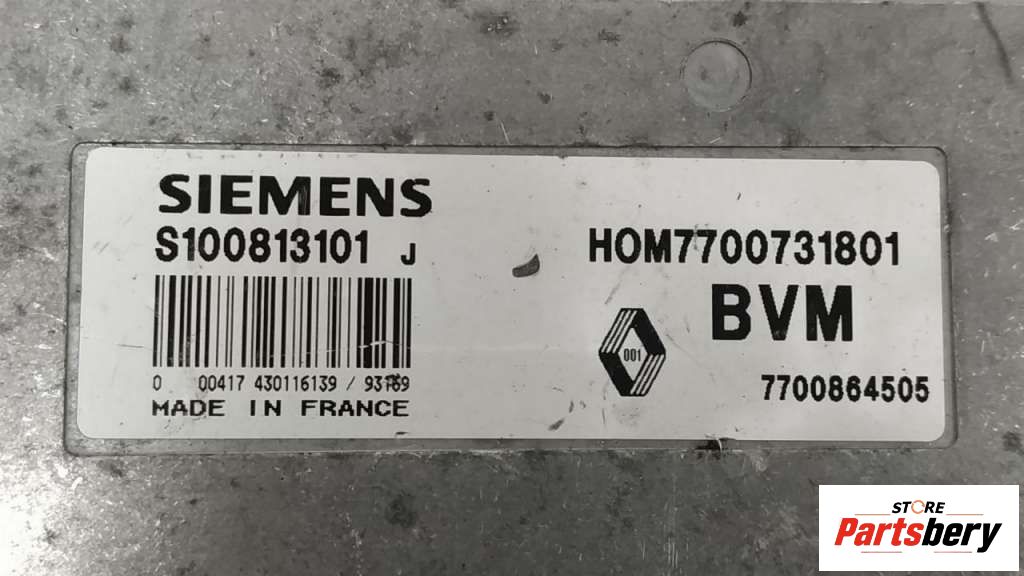 SIEMENS
S100813101 J
0 00417 430116139 / 93169
MADE IN FRANCE
HOM7700731801
BVM
001
7700864505
STORE
Partsbery